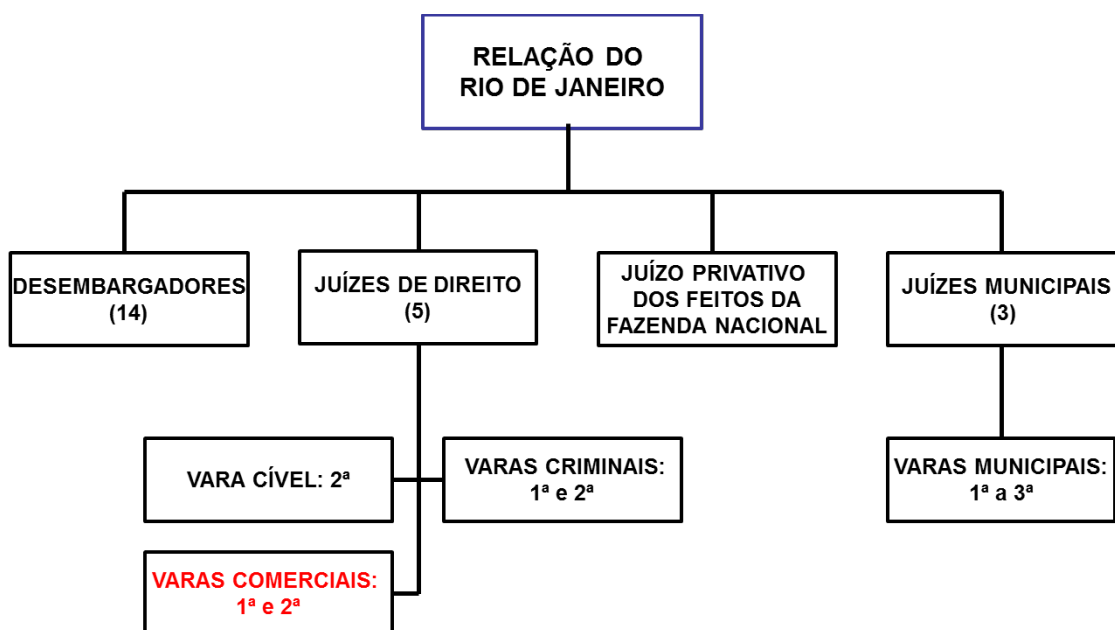 RELAÇÃO DO
RIO DE JANEIRO
DESEMBARGADORES
(14)
JUÍZES DE DIREITO
(5)
JUÍZO PRIVATIVO
DOS FEITOS DA
FAZENDA NACIONAL
JUÍZES MUNICIPAIS
(3)
VARA CÍVEL: 2ª
VARAS CRIMINAIS:
1ª e 2ª
VARAS MUNICIPAIS:
1ª a 3ª
VARAS COMERCIAIS:
1ª e 2ª